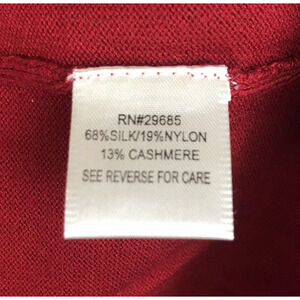 RN#29685
68%SILK/19%NYLON
13% CASHMERE
SEE REVERSE FOR CARE